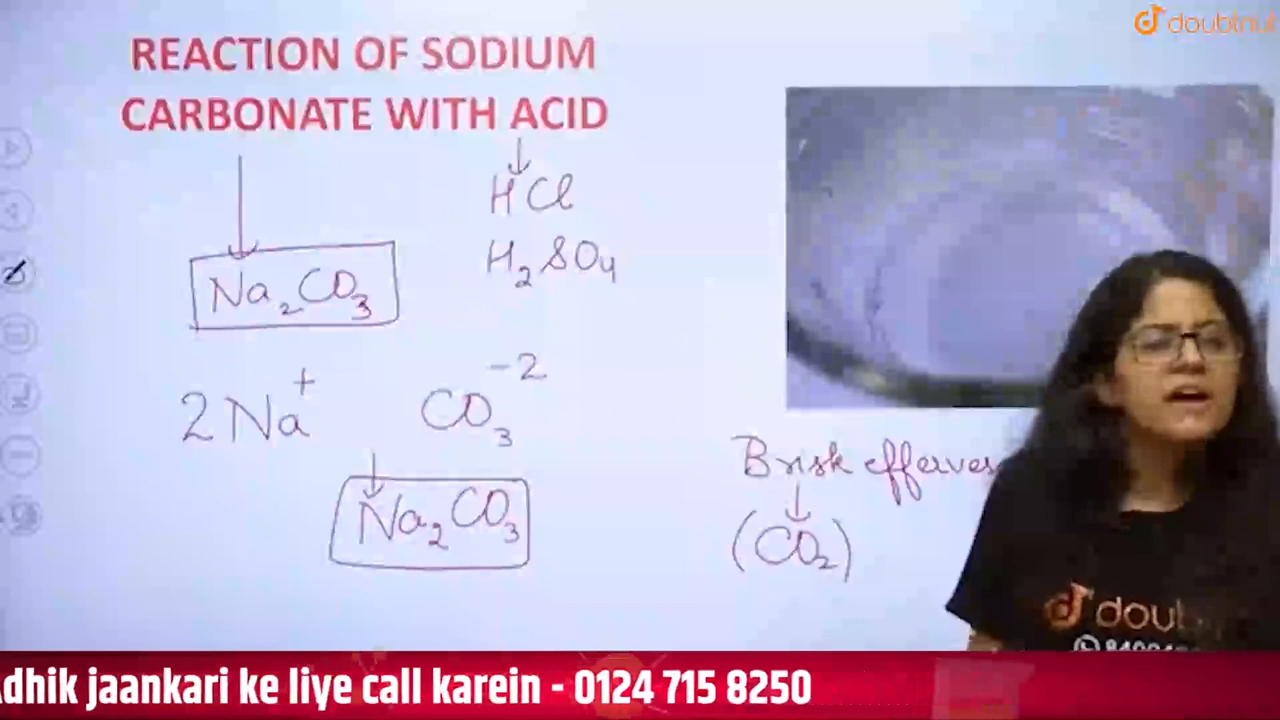 doubtnut
REACTION OF SODIUM
CARBONATE WITH ACID
HCl
H₂SO₄
Na₂CO₃
2Na⁺ CO₃⁻²
Na₂CO₃
Brisk efferves
(CO₂)
doub
dhik jaankari ke liye call karein - 0124 715 8250